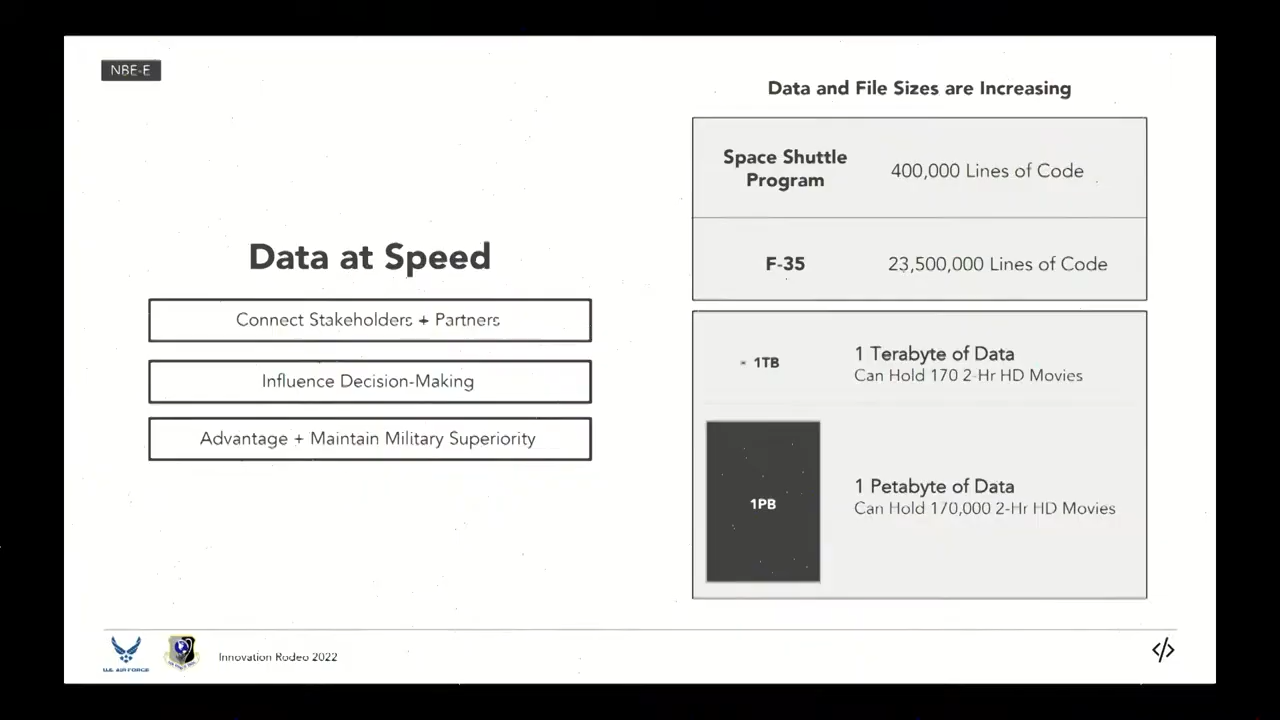 NBE-E
Data at Speed
Connect Stakeholders + Partners
Influence Decision-Making
Advantage + Maintain Military Superiority
Data and File Sizes are Increasing
Space Shuttle
Program
400,000 Lines of Code
F-35
23,500,000 Lines of Code
1TB
1 Terabyte of Data
Can Hold 170 2-Hr HD Movies
1PB
1 Petabyte of Data
Can Hold 170,000 2-Hr HD Movies
U.S. AIR FORCE
Innovation Rodeo 2022
</>